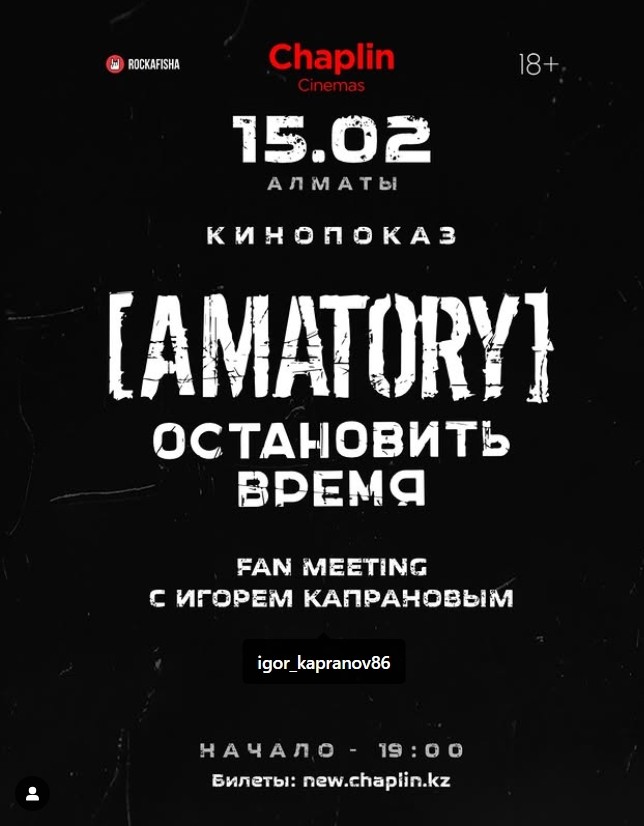 ROCKAFISHA
Chaplin
Cinemas
18+
15.02
АЛМАТЫ
КИНОПОКАЗ
[AMATORY]
ОСТАНОВИТЬ
ВРЕМЯ
FAN MEETING
С ИГОРЕМ КАПРАНОВЫМ
igor_kapranov86
НАЧАЛО - 19:00
Билеты: new.chaplin.kz